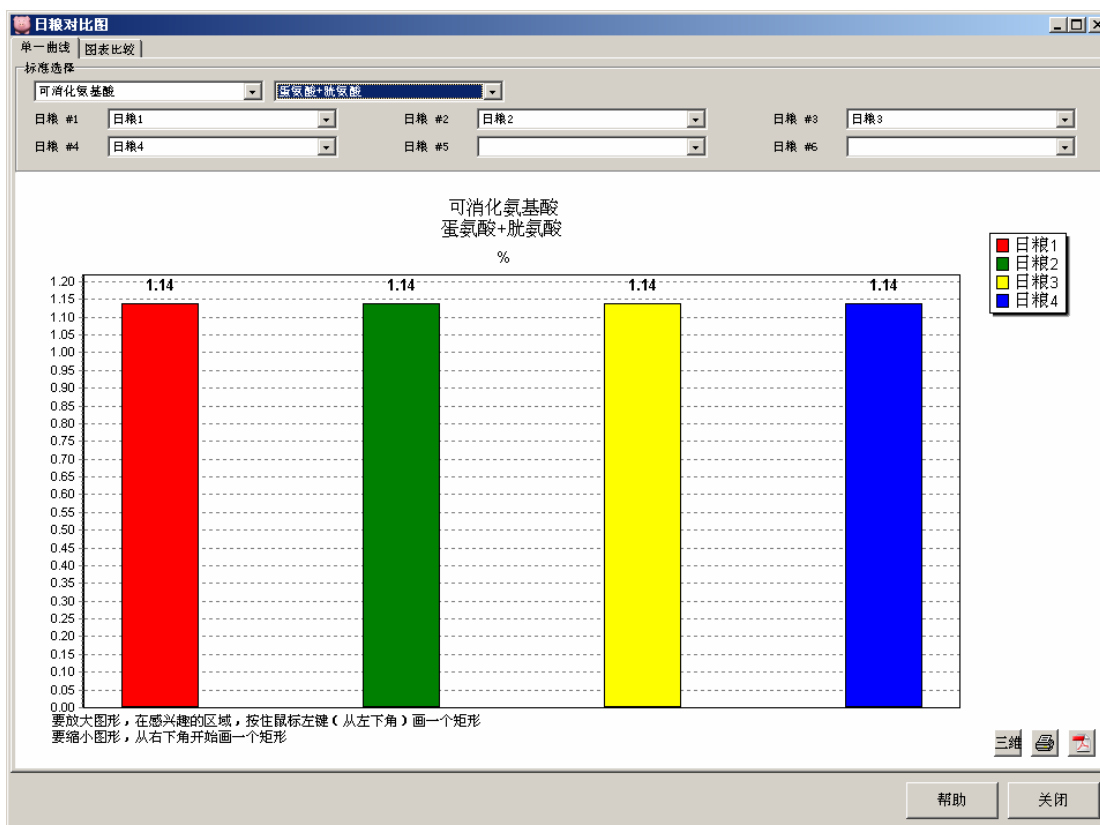 日粮对比图
单一曲线 图表比较
标准选择
可消化氨基酸 蛋氨酸+胱氨酸
日粮 #1 日粮1 日粮 #2 日粮2 日粮 #3 日粮3
日粮 #4 日粮4 日粮 #5 日粮 #6
可消化氨基酸
蛋氨酸+胱氨酸
%
日粮1
日粮2
日粮3
日粮4
1.14 1.14 1.14 1.14
1.20
1.15
1.10
1.05
1.00
0.95
0.90
0.85
0.80
0.75
0.70
0.65
0.60
0.55
0.50
0.45
0.40
0.35
0.30
0.25
0.20
0.15
0.10
0.05
0.00
要放大图形，在感兴趣的区域，按住鼠标左键（从左下角）画一个矩形
要缩小图形，从右下角开始画一个矩形
三维
帮助 关闭